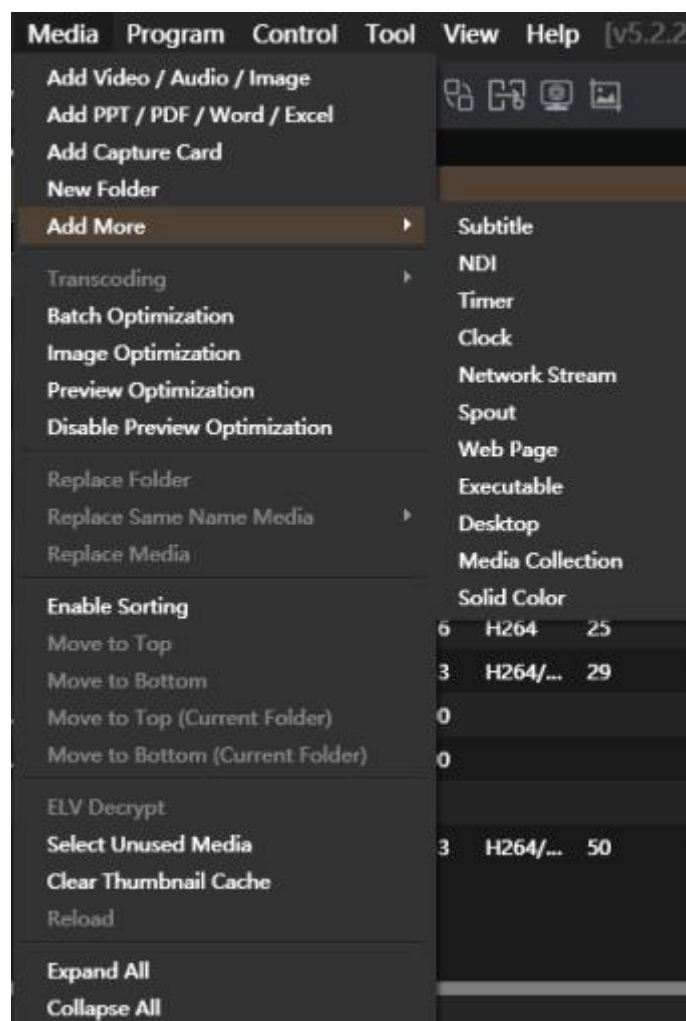 Media Program Control Tool View Help [v5.2.2
Add Video / Audio / Image
Add PPT / PDF / Word / Excel
Add Capture Card
New Folder
Add More
Transcoding
Batch Optimization
Image Optimization
Preview Optimization
Disable Preview Optimization
Replace Folder
Replace Same Name Media
Replace Media
Enable Sorting
Move to Top
Move to Bottom
Move to Top (Current Folder)
Move to Bottom (Current Folder)
ELV Decrypt
Select Unused Media
Clear Thumbnail Cache
Reload
Expand All
Collapse All
Subtitle
NDI
Timer
Clock
Network Stream
Spout
Web Page
Executable
Desktop
Media Collection
Solid Color
6 H264 25
3 H264/... 29
0
0
3 H264/... 50